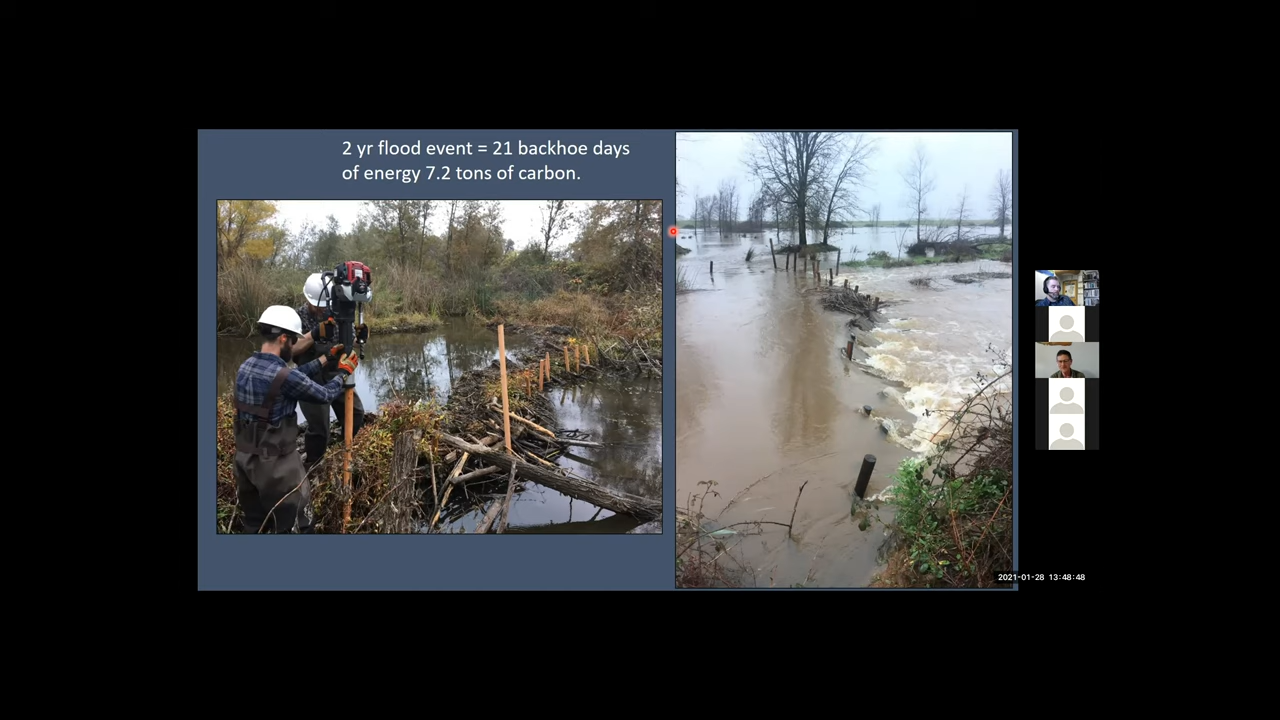 2 yr flood event = 21 backhoe days
of energy 7.2 tons of carbon.
2021-01-28 13:48:48